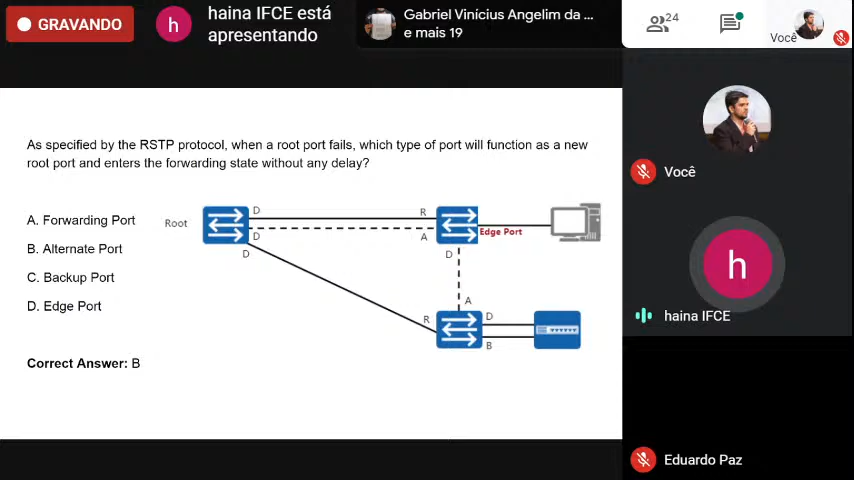 GRAVANDO
h
haina IFCE está
apresentando
Gabriel Vinícius Angelim da ...
e mais 19
24
Você
As specified by the RSTP protocol, when a root port fails, which type of port will function as a new
root port and enters the forwarding state without any delay?
A. Forwarding Port
B. Alternate Port
C. Backup Port
D. Edge Port
Correct Answer: B
Root
D
R
D
A
Edge Port
D
D
A
R
D
B
Você
h
haina IFCE
Eduardo Paz